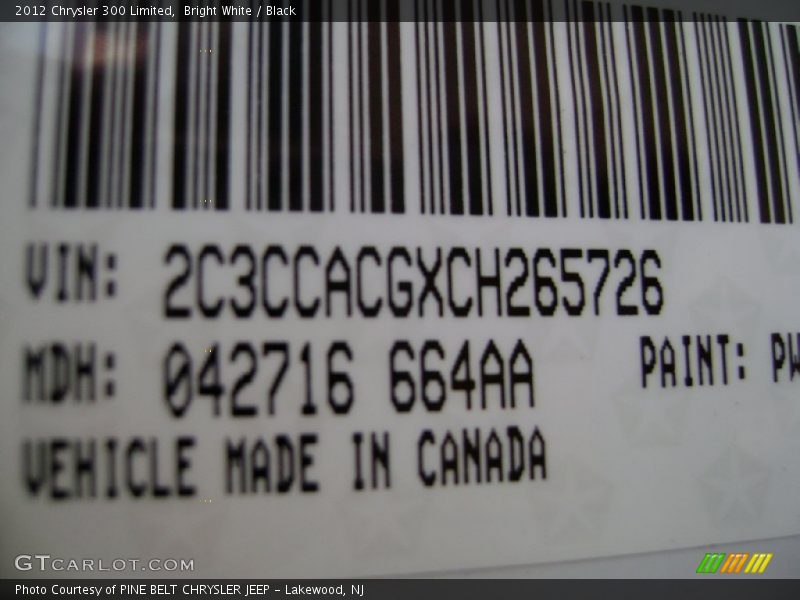 2012 Chrysler 300 Limited, Bright White / Black
VIN: 2C3CCACGXCH265726
MDH: 042716 664AA PAINT: PW
VEHICLE MADE IN CANADA
GTCARLOT.COM
Photo Courtesy of PINE BELT CHRYSLER JEEP - Lakewood, NJ